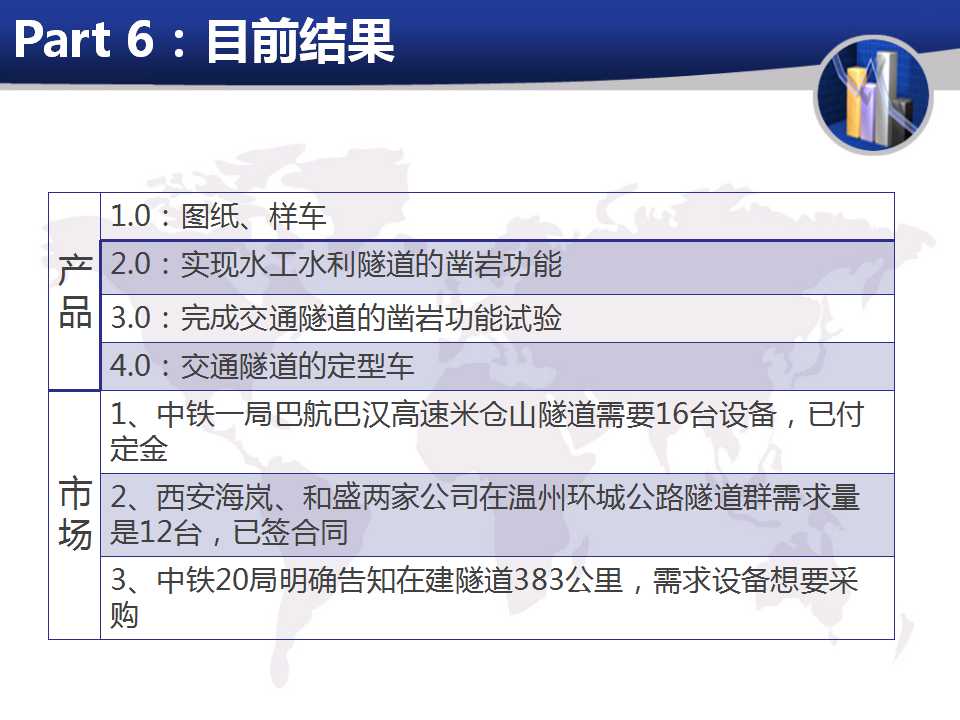 Part 6：目前结果
产品
1.0：图纸、样车
2.0：实现水工水利隧道的凿岩功能
3.0：完成交通隧道的凿岩功能试验
4.0：交通隧道的定型车
市场
1、中铁一局巴航巴汉高速米仓山隧道需要16台设备，已付
定金
2、西安海岚、和盛两家公司在温州环城公路隧道群需求量
是12台，已签合同
3、中铁20局明确告知在建隧道383公里，需求设备想要采
购